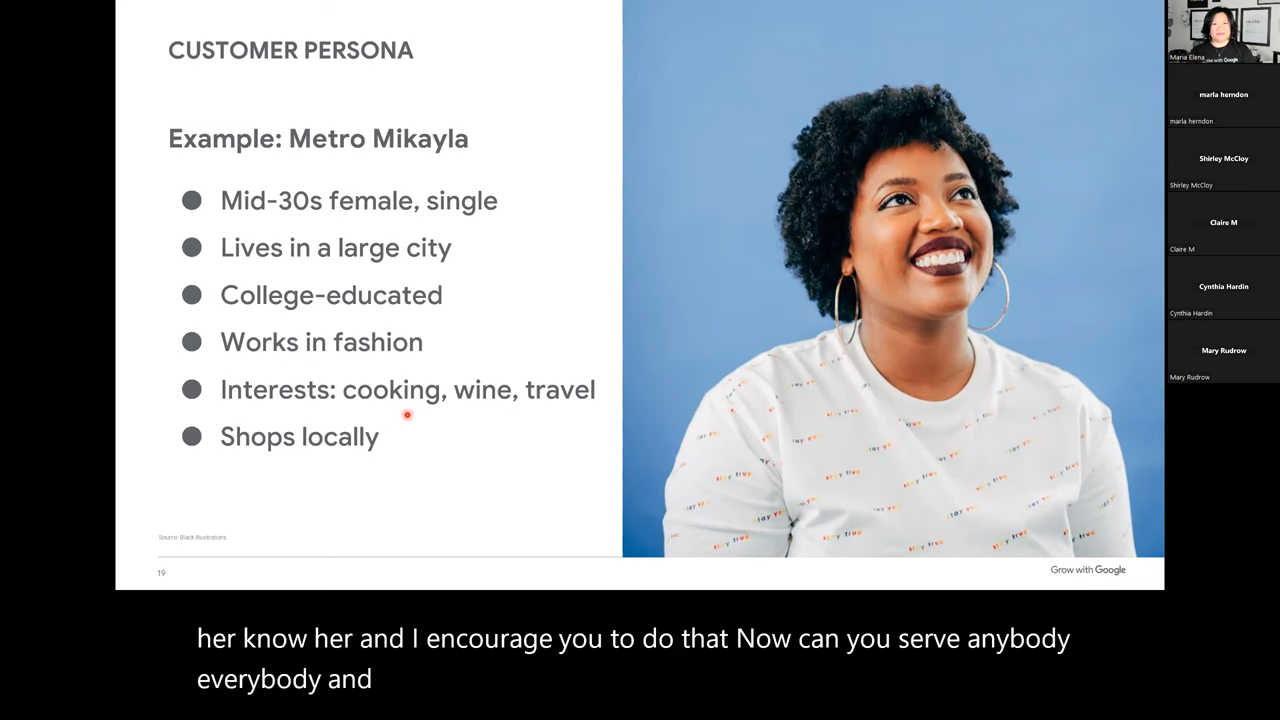 CUSTOMER PERSONA
Example: Metro Mikayla
● Mid-30s female, single
● Lives in a large city
● College-educated
● Works in fashion
● Interests: cooking, wine, travel
● Shops locally
Source: Black Illustrations
19
Grow with Google
her know her and I encourage you to do that Now can you serve anybody
everybody and
Maria Elena
marla herndon
marla herndon
Shirley McCloy
Shirley McCloy
Claire M
Claire M
Cynthia Hardin
Cynthia Hardin
Mary Rudrow
Mary Rudrow
stay true